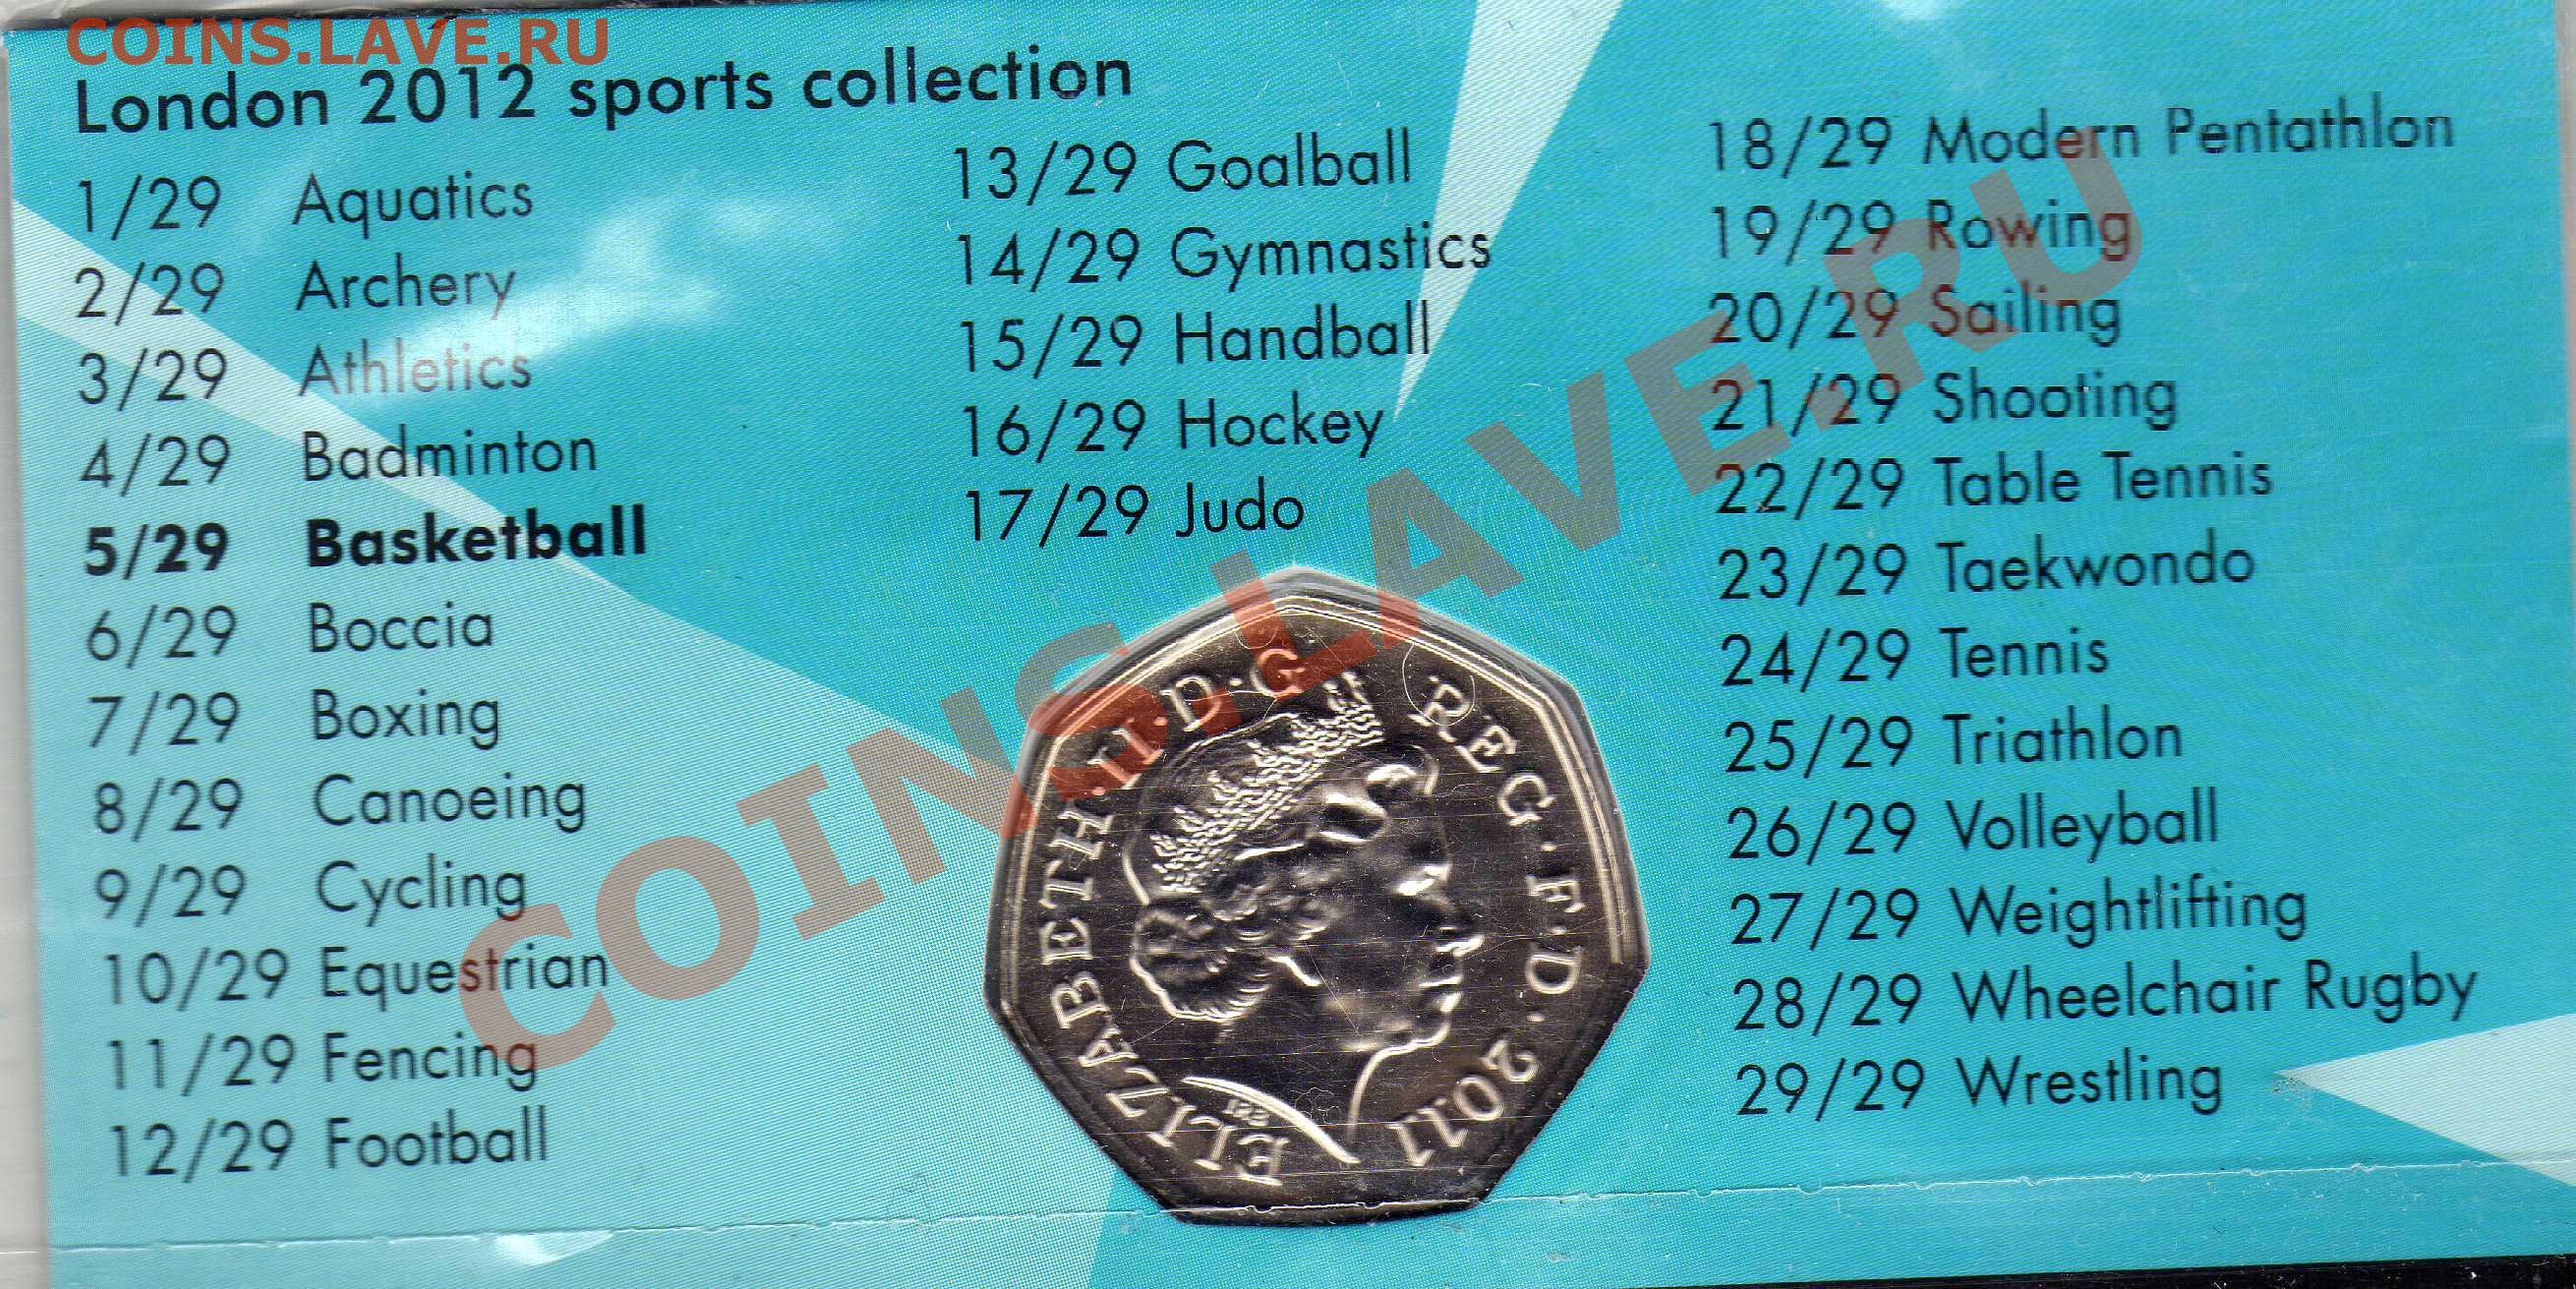 COINS.LAVE.RU
London 2012 sports collection
1/29 Aquatics
2/29 Archery
3/29 Athletics
4/29 Badminton
5/29 Basketball
6/29 Boccia
7/29 Boxing
8/29 Canoeing
9/29 Cycling
10/29 Equestrian
11/29 Fencing
12/29 Football
13/29 Goalball
14/29 Gymnastics
15/29 Handball
16/29 Hockey
17/29 Judo
18/29 Modern Pentathlon
19/29 Rowing
20/29 Sailing
21/29 Shooting
22/29 Table Tennis
23/29 Taekwondo
24/29 Tennis
25/29 Triathlon
26/29 Volleyball
27/29 Weightlifting
28/29 Wheelchair Rugby
29/29 Wrestling
ELIZABETH·II·D·G REG·F·D·2011
IRB
COINS.LAVE.RU